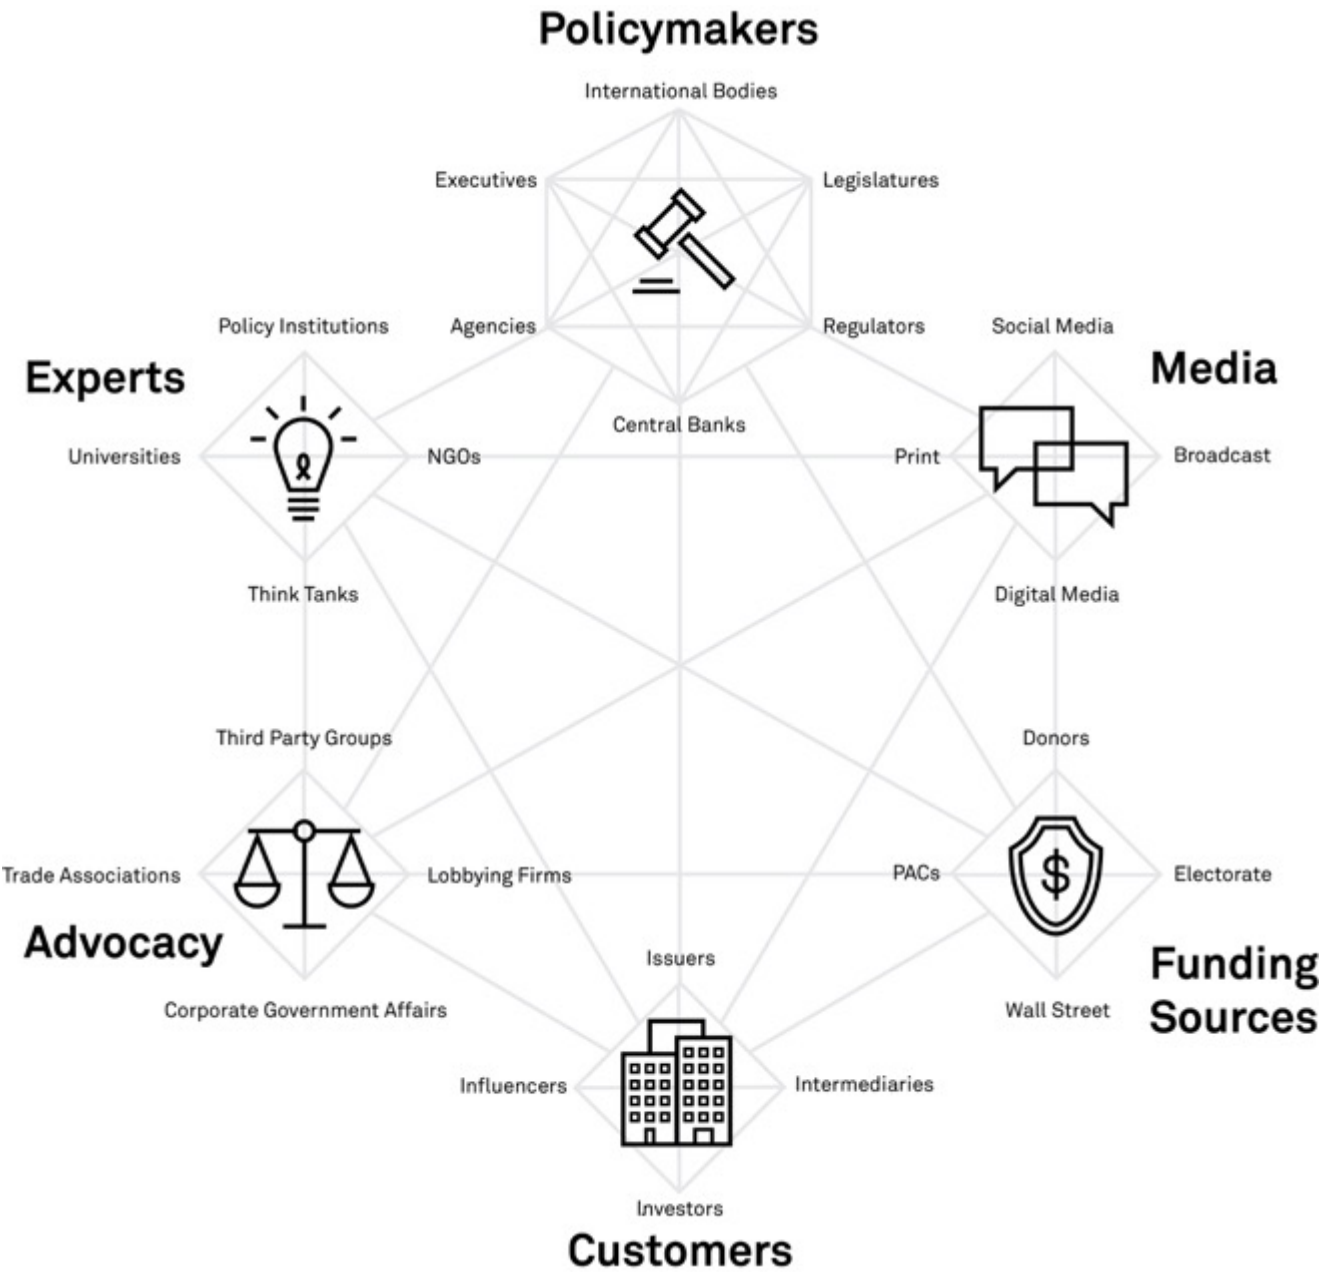 Policymakers
International Bodies
Executives
Legislatures
Agencies
Regulators
Central Banks
Experts
Policy Institutions
Universities
NGOs
Think Tanks
Media
Social Media
Print
Broadcast
Digital Media
Advocacy
Third Party Groups
Trade Associations
Lobbying Firms
Corporate Government Affairs
Funding
Sources
Donors
PACs
Electorate
Wall Street
$
Issuers
Influencers
Intermediaries
Investors
Customers